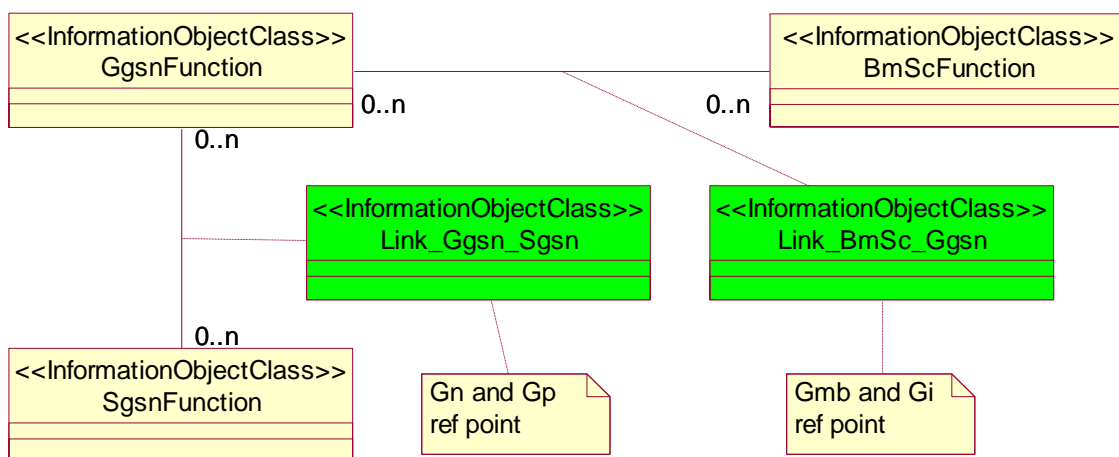 <<InformationObjectClass>>
GgsnFunction
<<InformationObjectClass>>
BmScFunction
0..n
0..n
0..n
<<InformationObjectClass>>
Link_Ggsn_Sgsn
<<InformationObjectClass>>
Link_BmSc_Ggsn
0..n
<<InformationObjectClass>>
SgsnFunction
Gn and Gp
ref point
Gmb and Gi
ref point